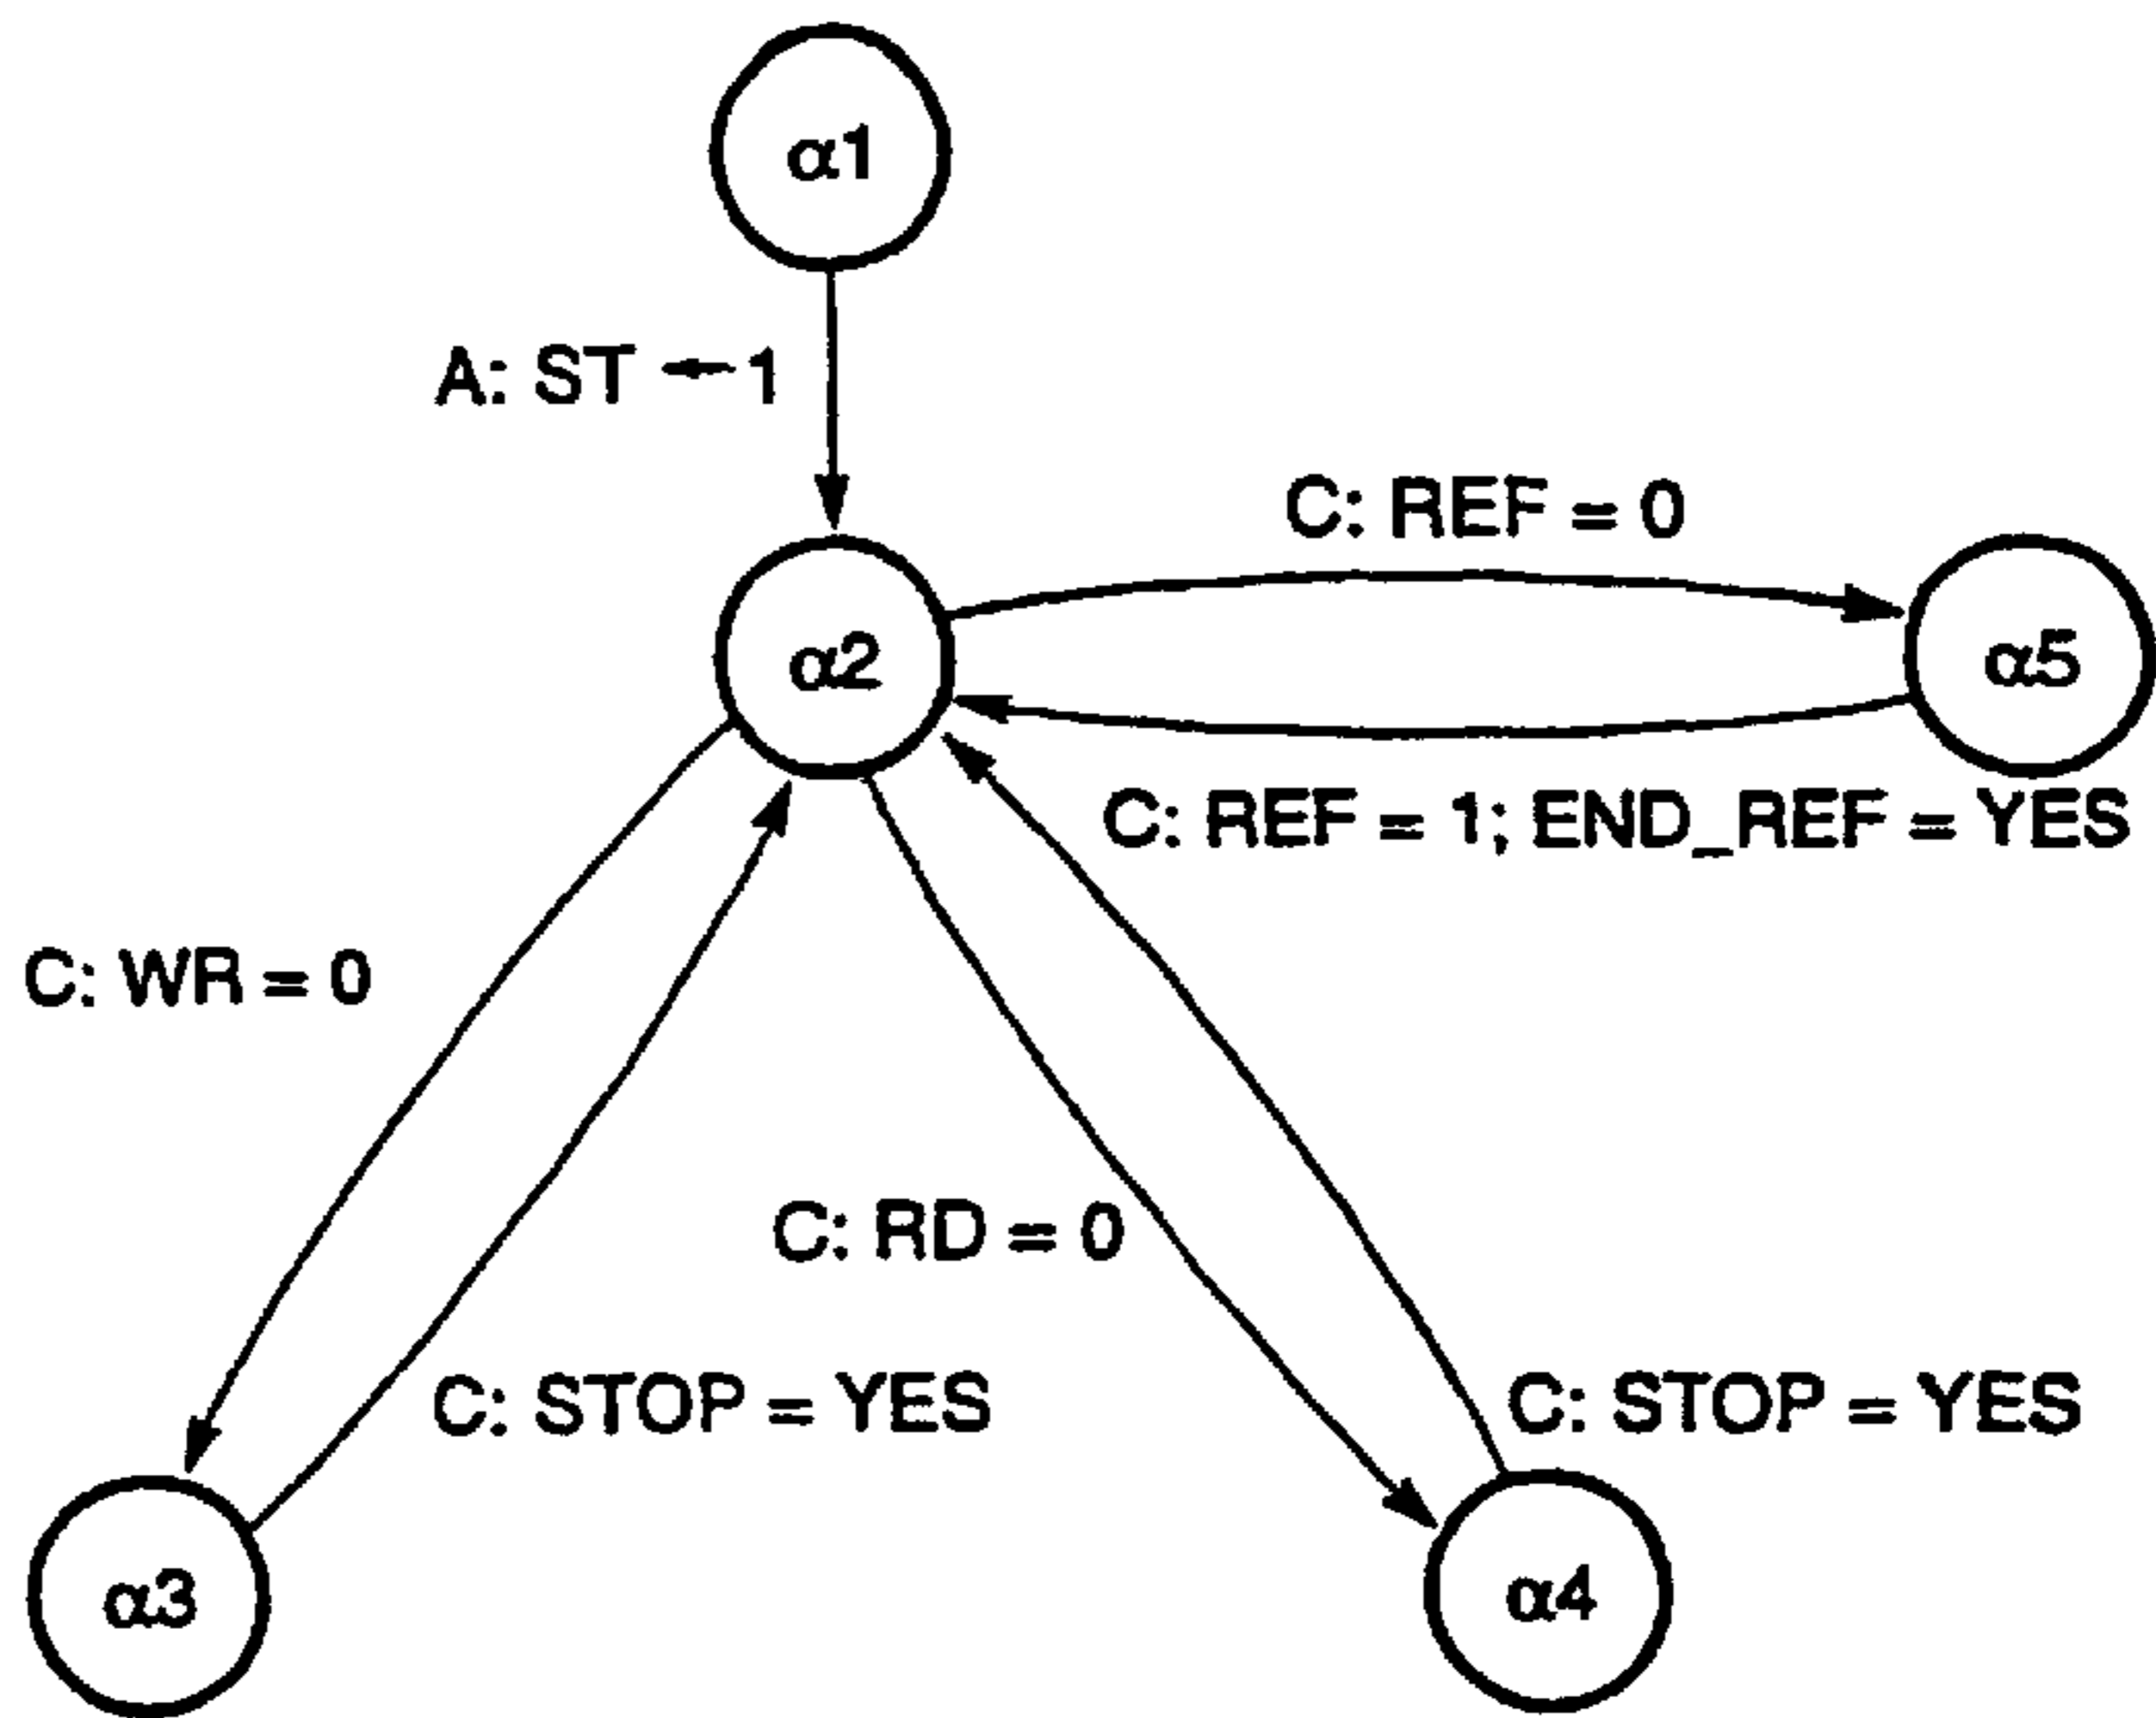 α1
A: ST ← 1
C: REF = 0
α2
α5
C: REF = 1; END_REF = YES
C: WR = 0
C: RD = 0
C: STOP = YES
C: STOP = YES
α3
α4